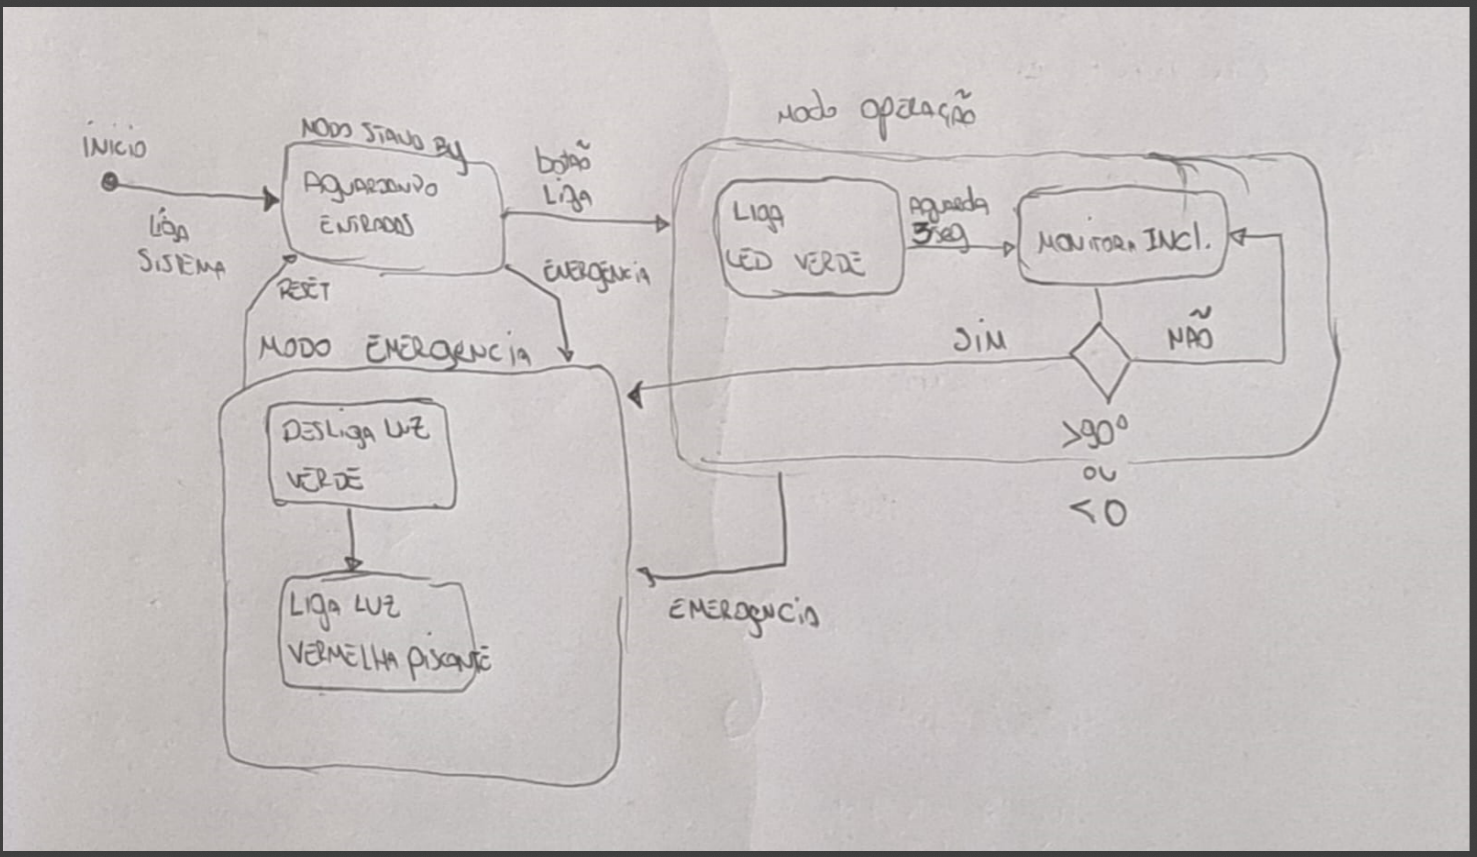 INICIO
LIGA
SISTEMA
MODO STAND BY
AGUARDANDO
ENTRADAS
botão
LIGA
EMERGENCIA
RESET
Modo operação
LIGA
LED VERDE
Aguarda
3seg
MONITORA INCL.
SIM
NÃO
>90°
ou
<0
MODO EMERGENCIA
DESLIGA LUZ
VERDE
LIGA LUZ
VERMELHA PISCANTE
EMERGENCIA